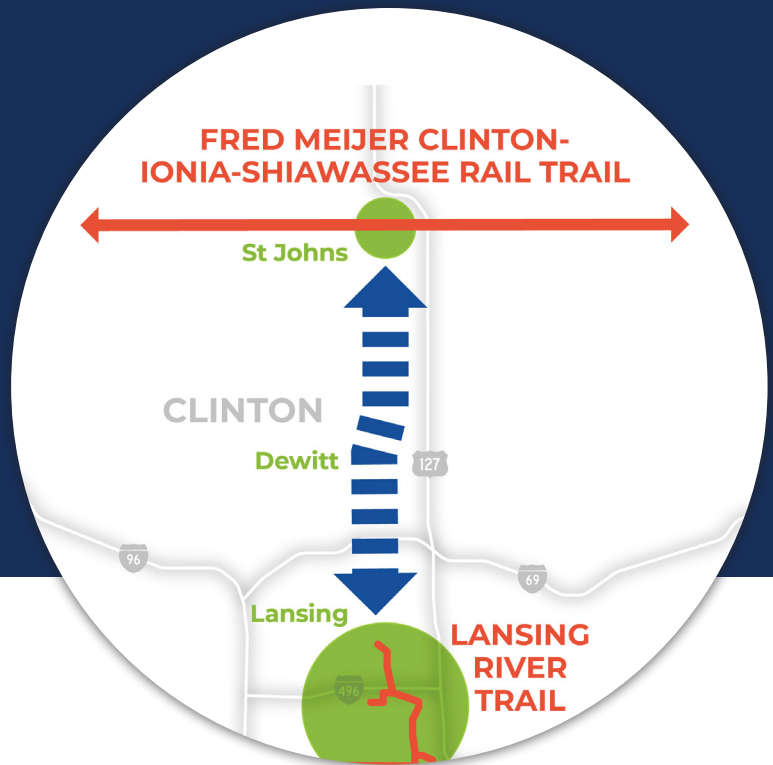 FRED MEIJER CLINTON-
IONIA-SHIAWASSEE RAIL TRAIL
St Johns
CLINTON
Dewitt
127
96
69
Lansing
LANSING
RIVER
TRAIL
496